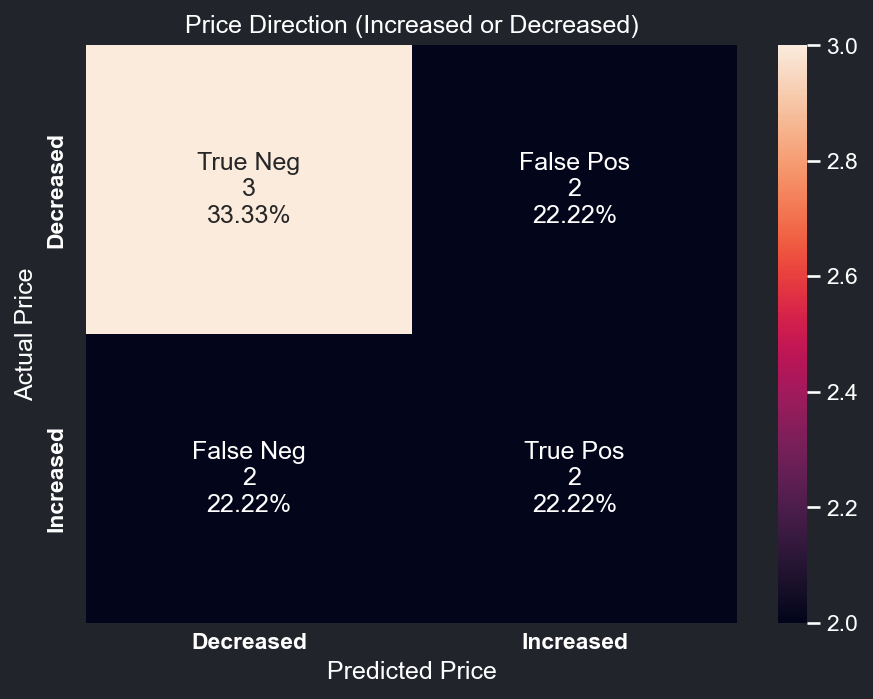 Price Direction (Increased or Decreased)
3.0
2.8
2.6
2.4
2.2
2.0
Actual Price
Decreased
True Neg
3
33.33%
False Pos
2
22.22%
Increased
False Neg
2
22.22%
True Pos
2
22.22%
Decreased
Increased
Predicted Price